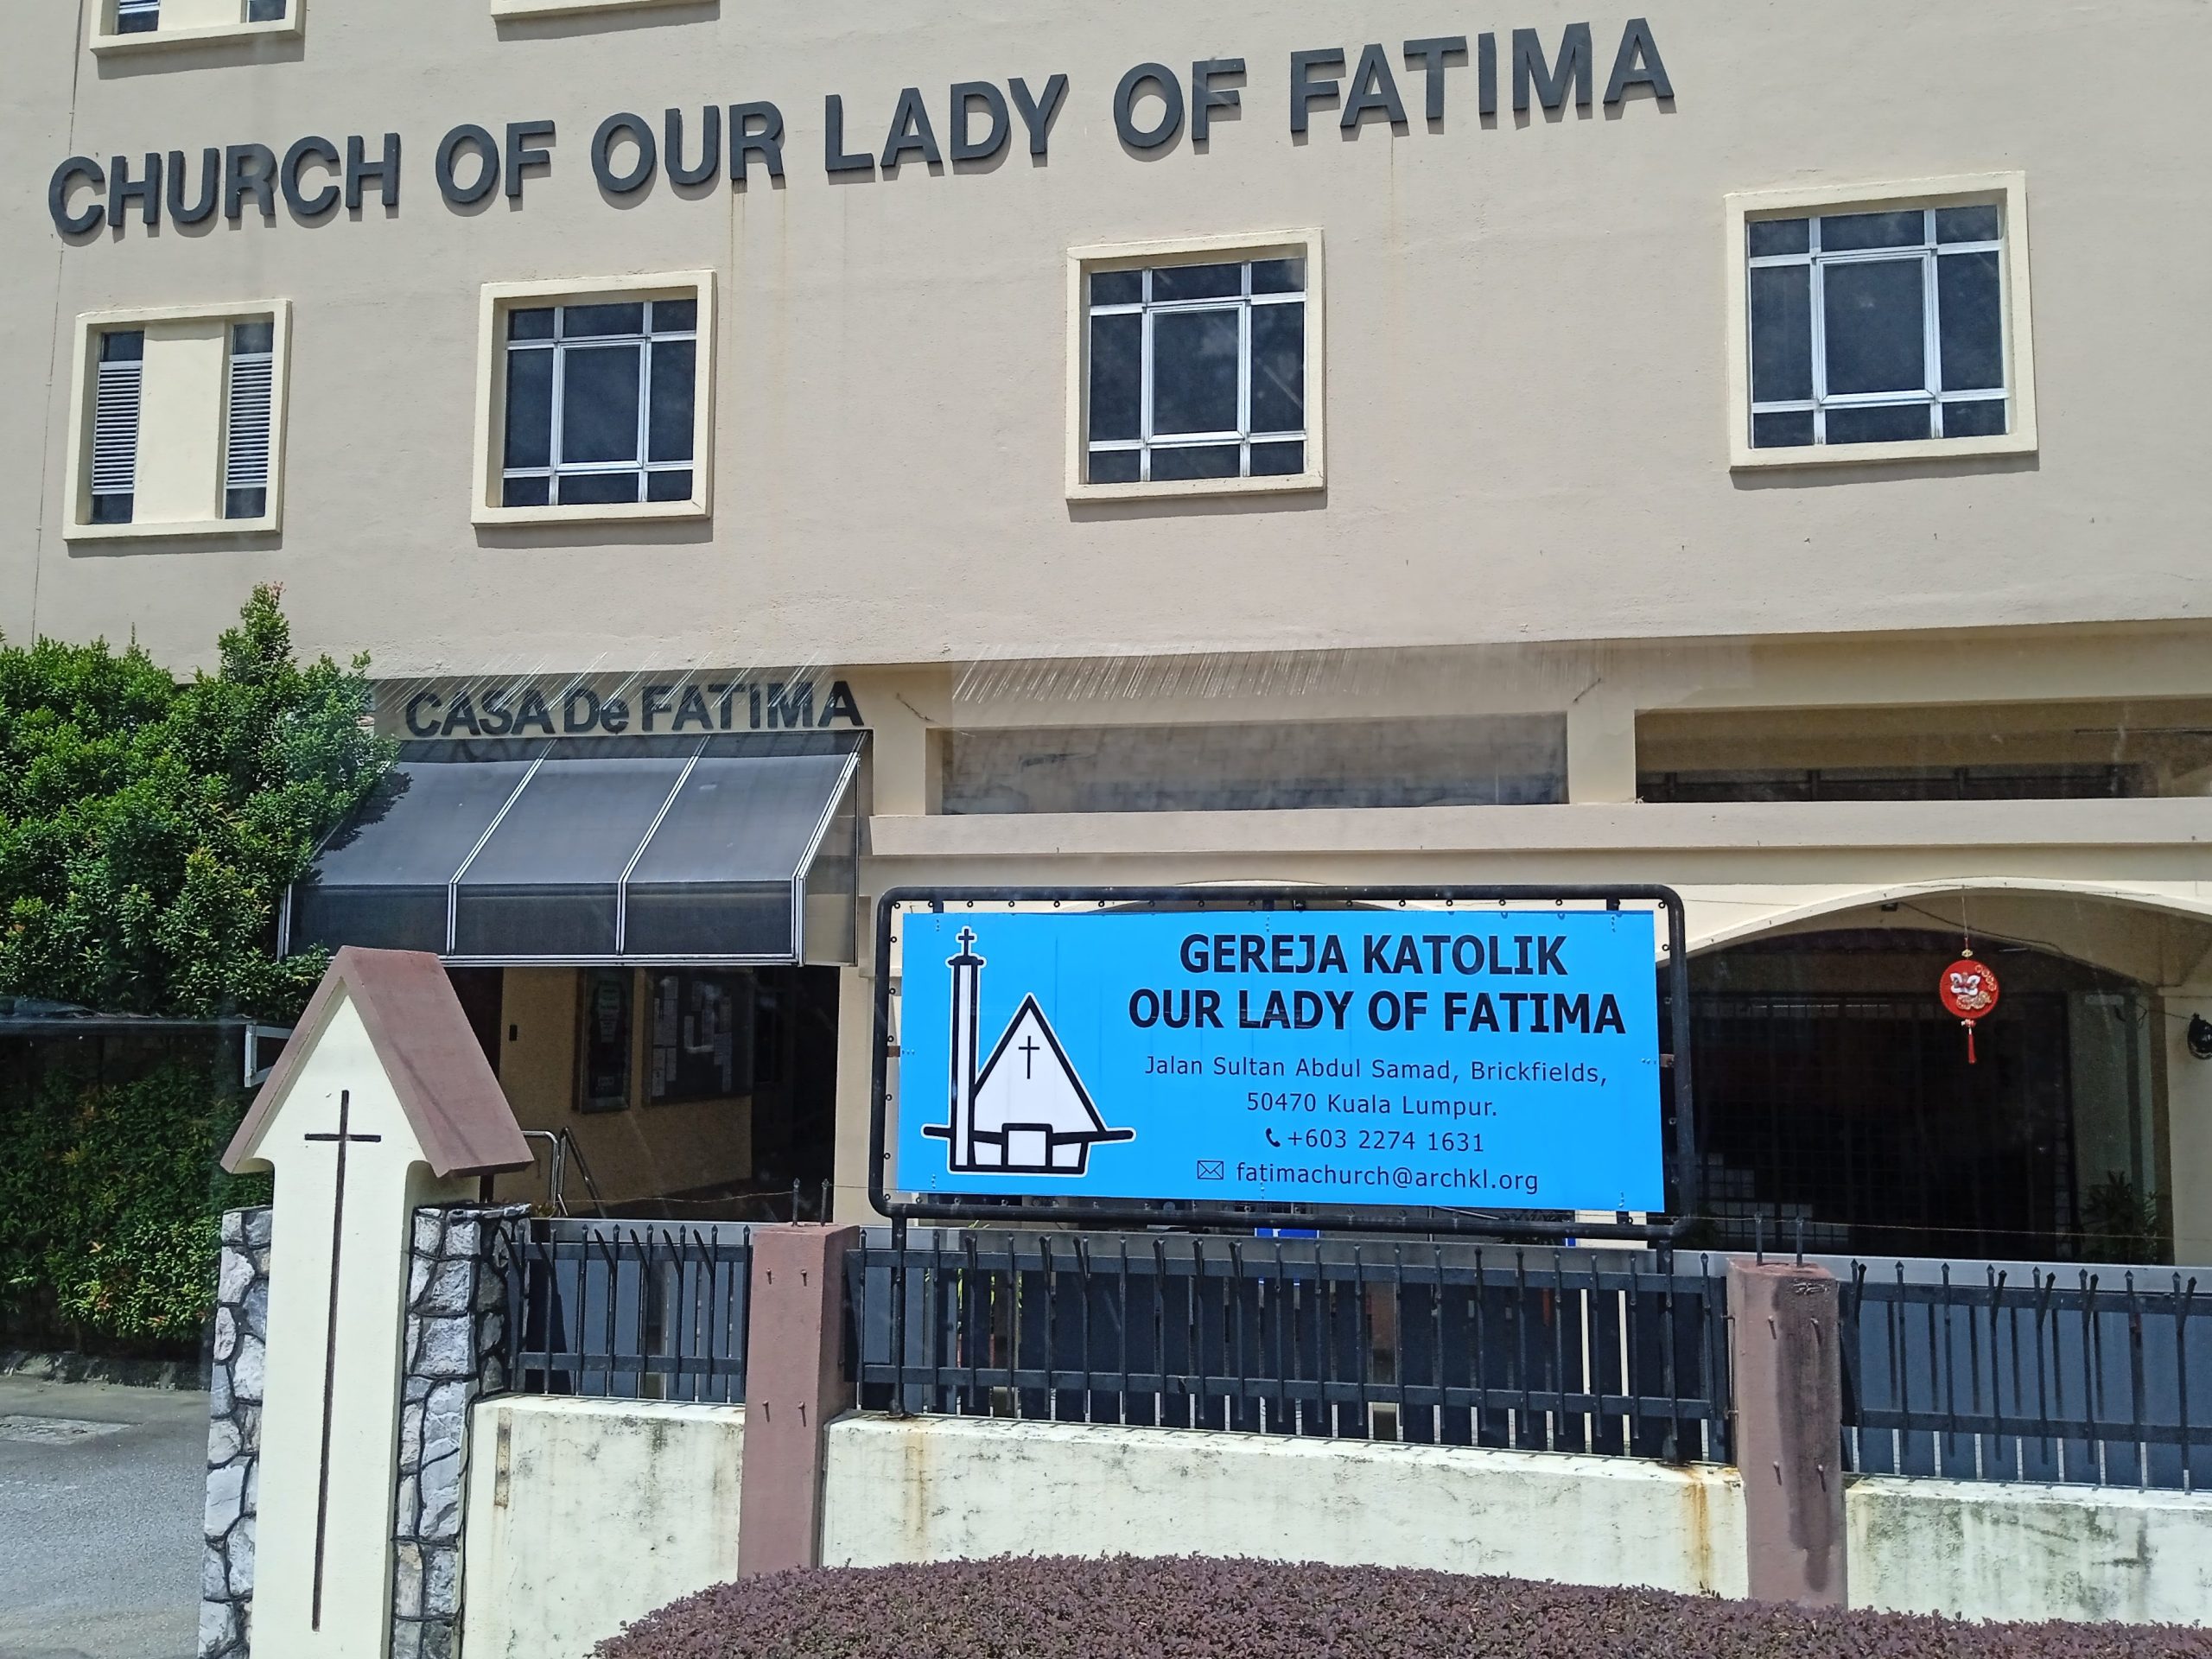 CHURCH OF OUR LADY OF FATIMA
CASA De FATIMA
GEREJA KATOLIK
OUR LADY OF FATIMA
Jalan Sultan Abdul Samad, Brickfields,
50470 Kuala Lumpur.
+603 2274 1631
fatimachurch@archkl.org